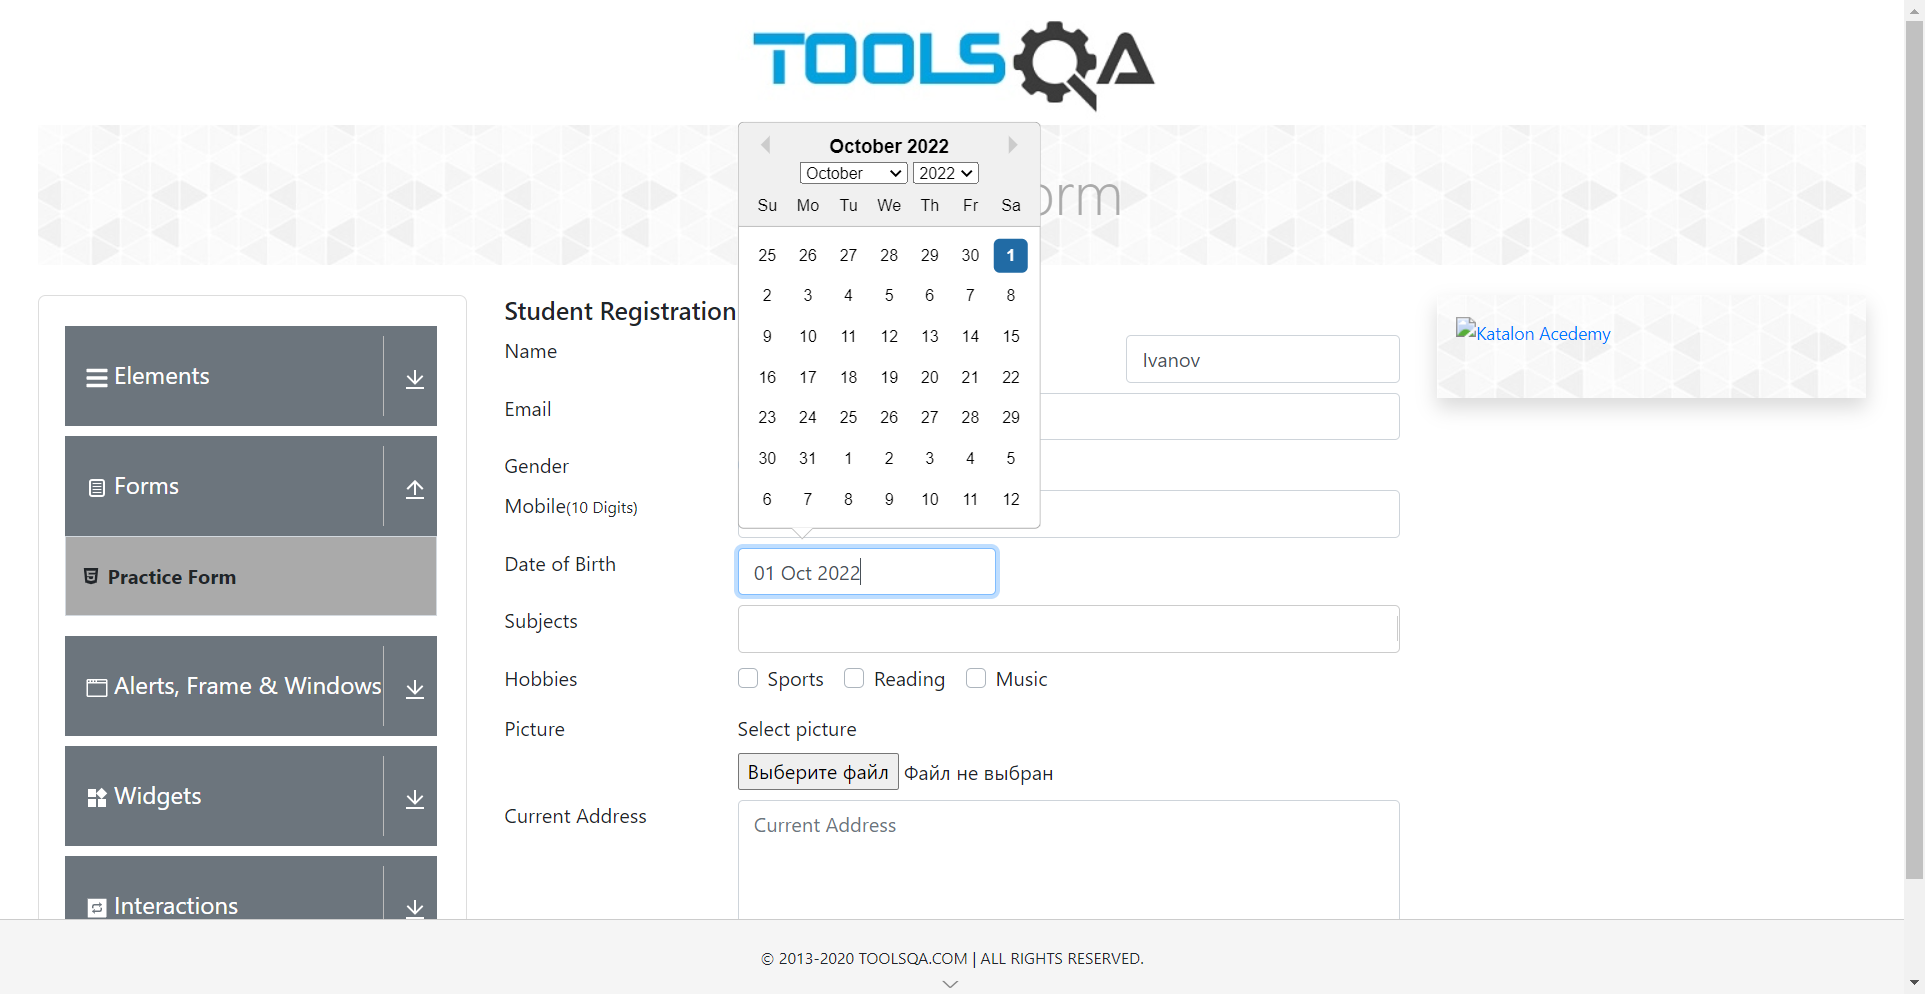 TOOLSQA
October 2022
October 2022
orm
Su Mo Tu We Th Fr Sa
25 26 27 28 29 30 1
2 3 4 5 6 7 8
9 10 11 12 13 14 15
16 17 18 19 20 21 22
23 24 25 26 27 28 29
30 31 1 2 3 4 5
6 7 8 9 10 11 12
Elements
Forms
Practice Form
Alerts, Frame & Windows
Widgets
Interactions
Student Registration
Name
Ivanov
Email
Gender
Mobile(10 Digits)
Date of Birth
01 Oct 2022
Subjects
Hobbies
Sports Reading Music
Picture
Select picture
Выберите файл Файл не выбран
Current Address
Current Address
Katalon Acedemy
© 2013-2020 TOOLSQA.COM | ALL RIGHTS RESERVED.